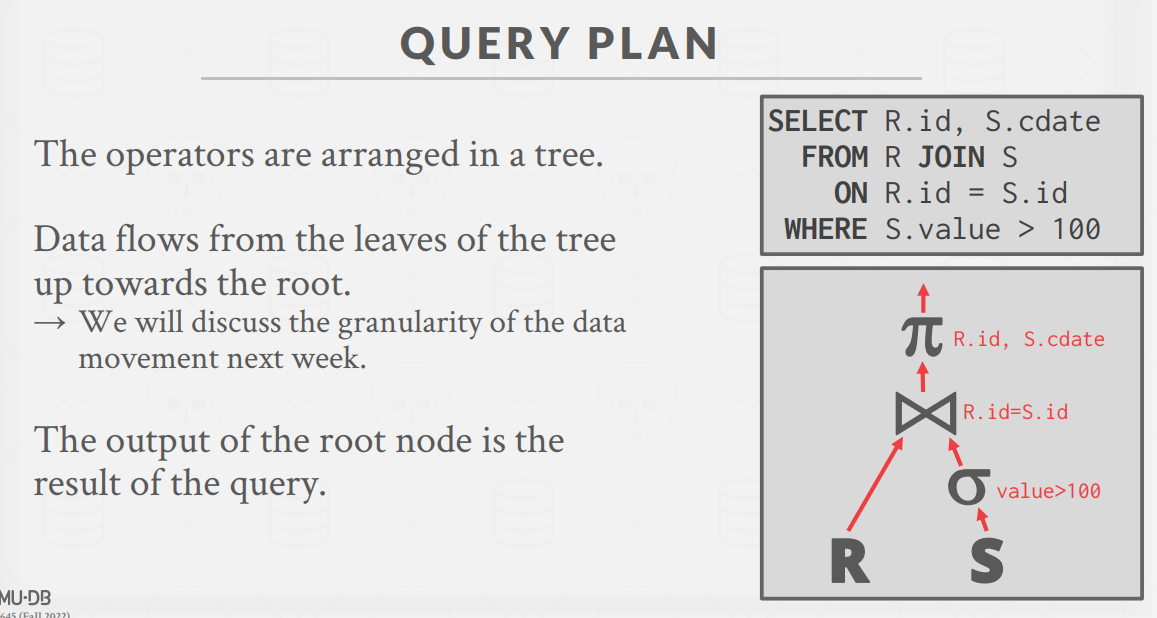 QUERY PLAN
The operators are arranged in a tree.
Data flows from the leaves of the tree
up towards the root.
→ We will discuss the granularity of the data
movement next week.
The output of the root node is the
result of the query.
SELECT R.id, S.cdate
FROM R JOIN S
ON R.id = S.id
WHERE S.value > 100
π R.id, S.cdate
⋈ R.id=S.id
σ value>100
R S
MU·DB
645 (Fall 2022)